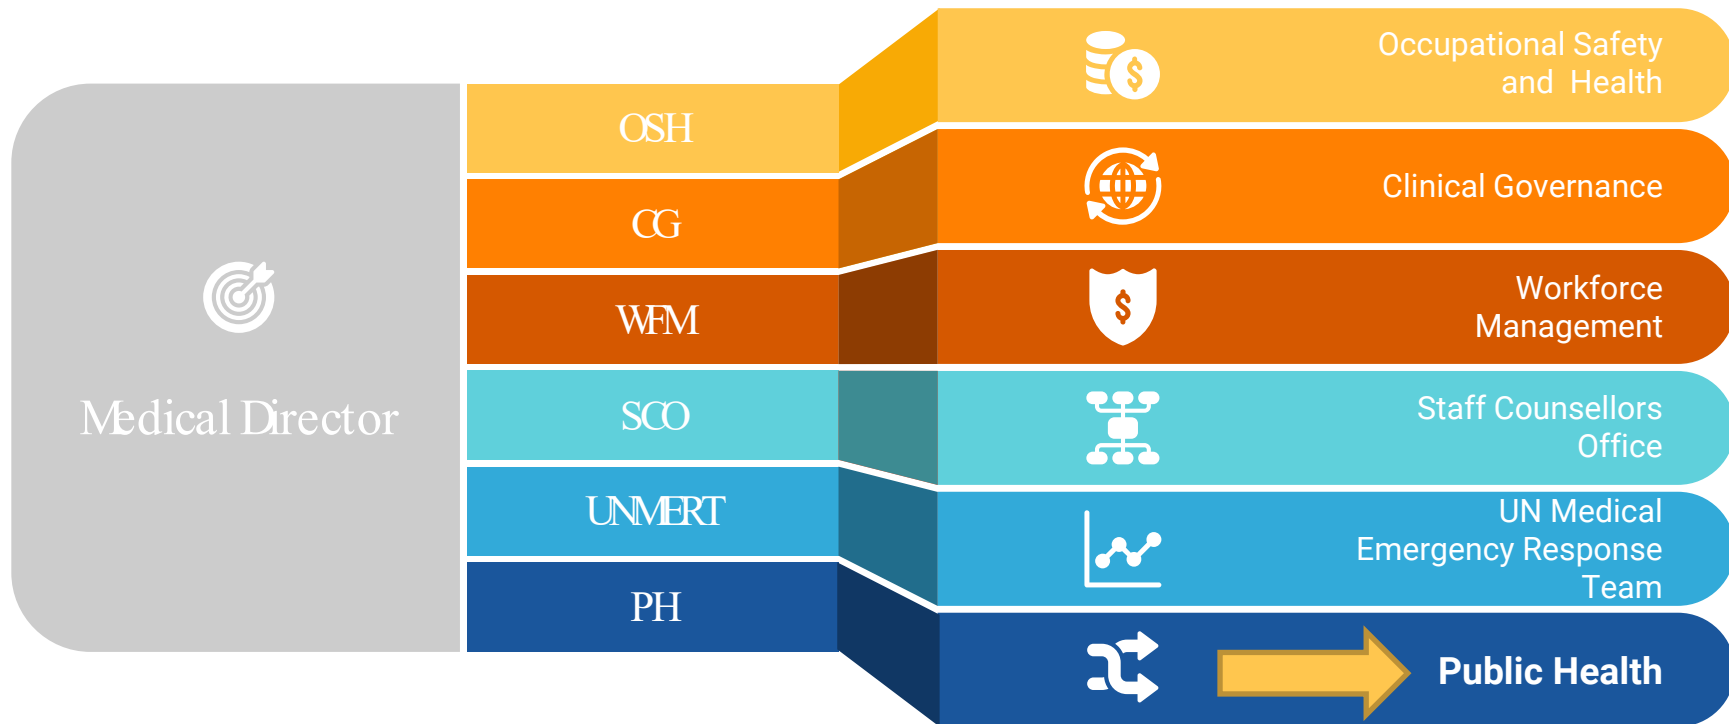 Medical Director
OSH
CG
WFM
SCO
UNMERT
PH
$
Occupational Safety
and Health
Clinical Governance
$
Workforce
Management
Staff Counsellors
Office
UN Medical
Emergency Response
Team
Public Health